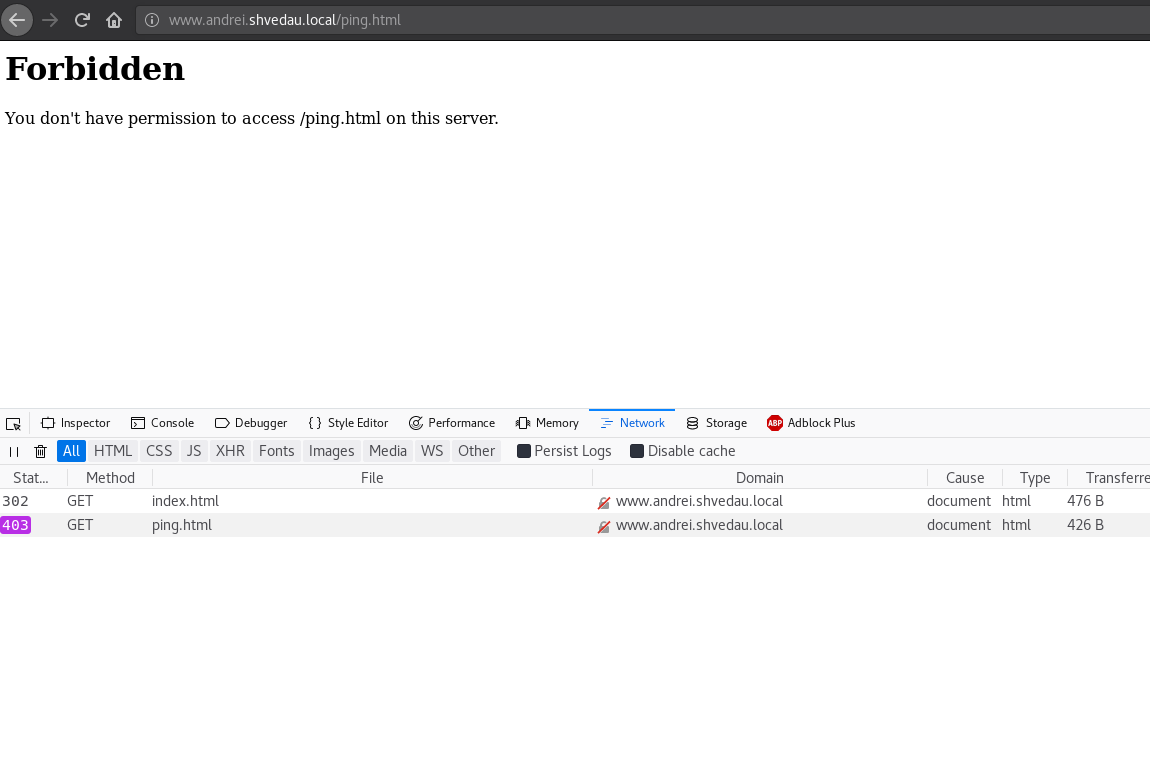 www.andrei.shvedau.local/ping.html
Forbidden
You don't have permission to access /ping.html on this server.
Inspector Console Debugger { } Style Editor Performance Memory Network Storage ABP Adblock Plus
All HTML CSS JS XHR Fonts Images Media WS Other Persist Logs Disable cache
Stat... Method File Domain Cause Type Transferre
302 GET index.html www.andrei.shvedau.local document html 476 B
403 GET ping.html www.andrei.shvedau.local document html 426 B